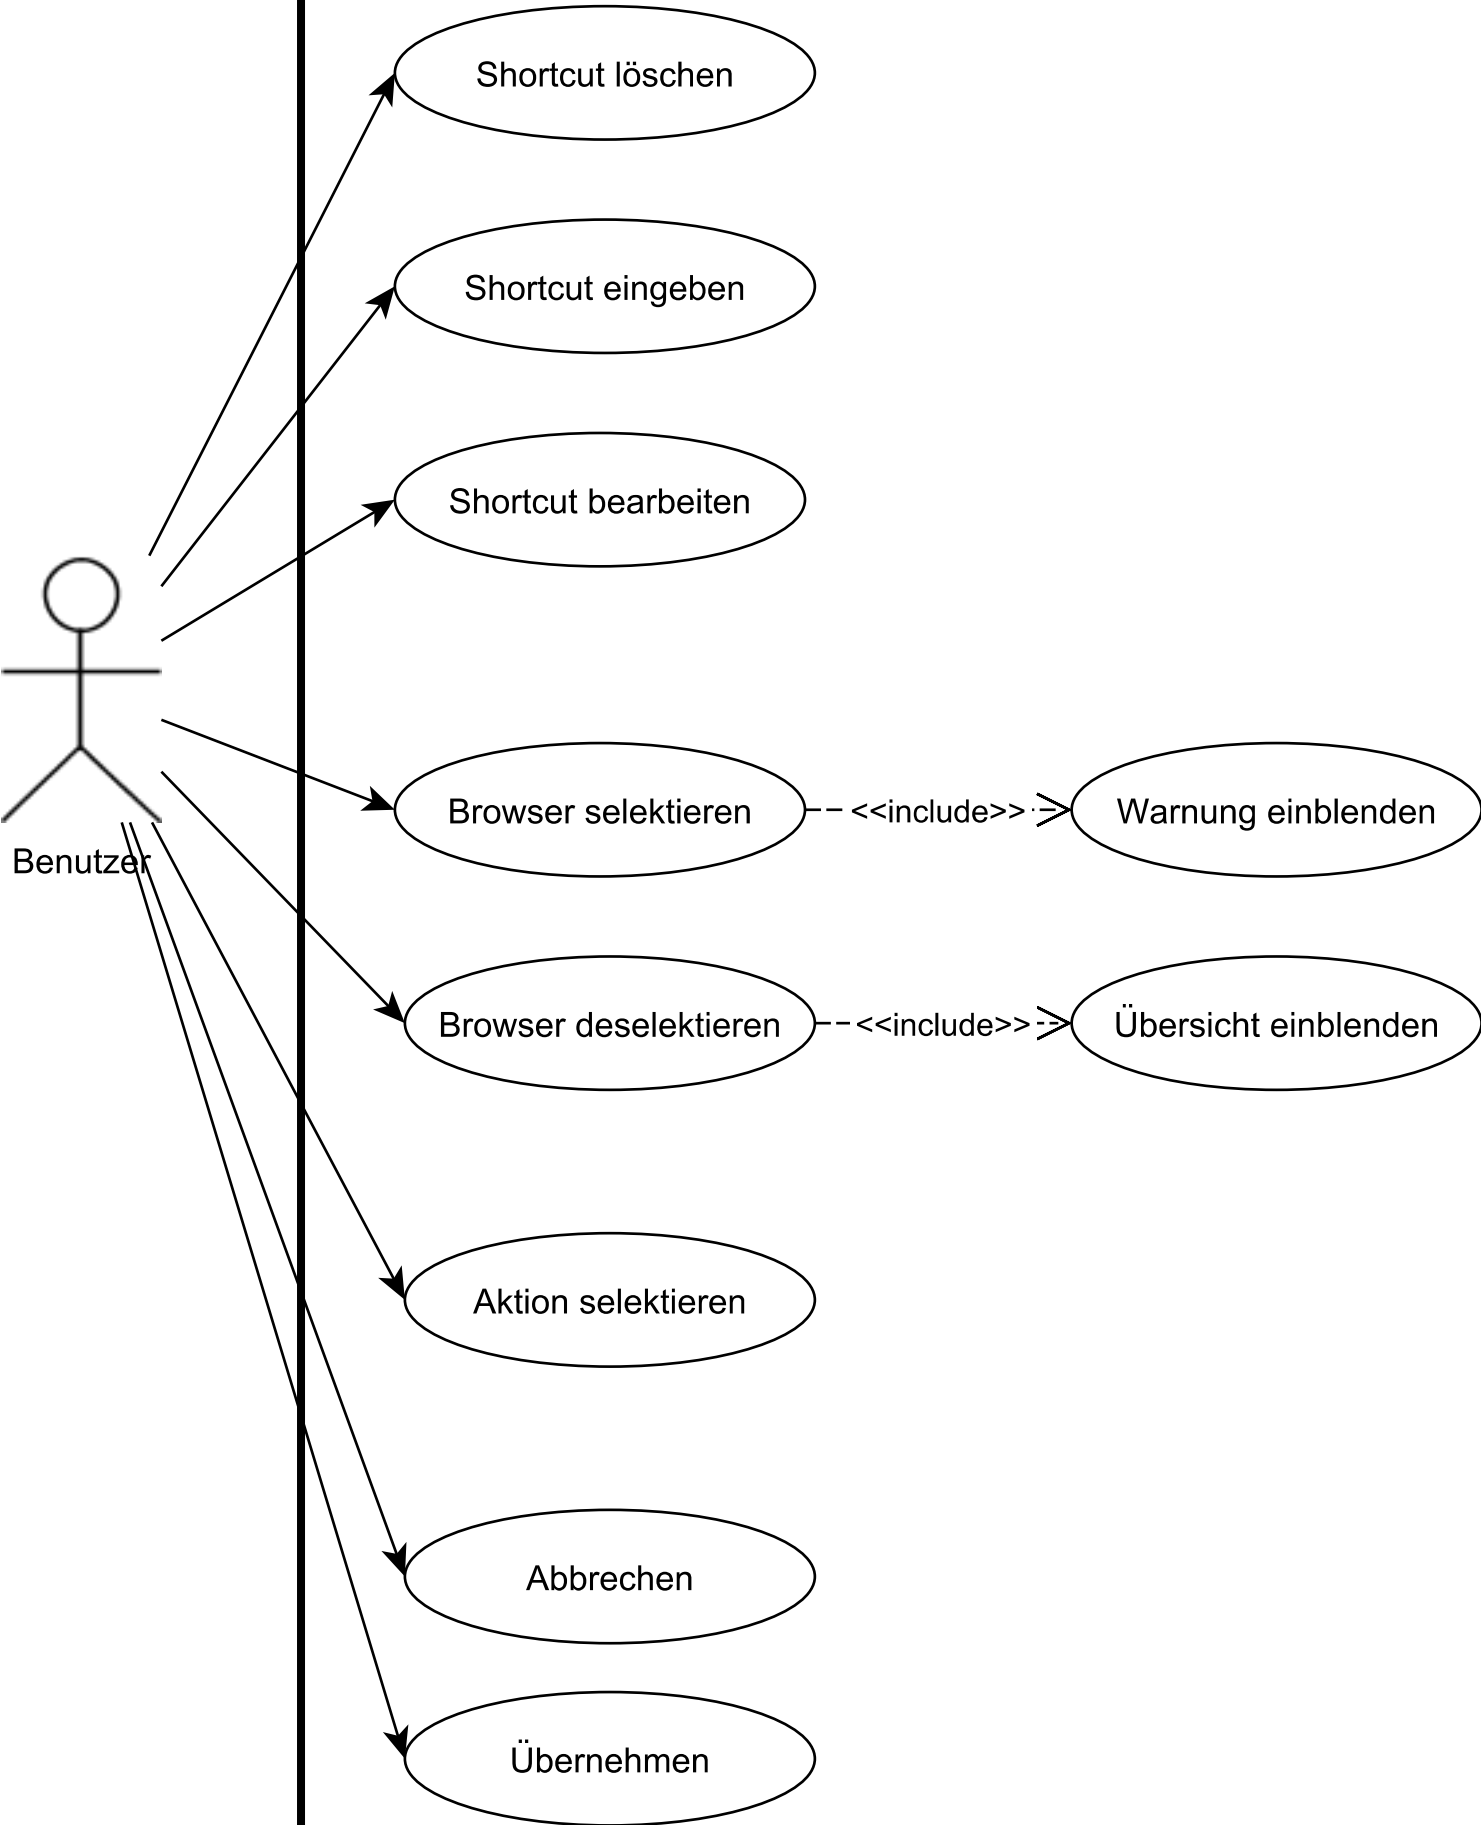 Shortcut löschen
Shortcut eingeben
Shortcut bearbeiten
Benutzer
Browser selektieren
<<include>>
Warnung einblenden
Browser deselektieren
<<include>>
Übersicht einblenden
Aktion selektieren
Abbrechen
Übernehmen